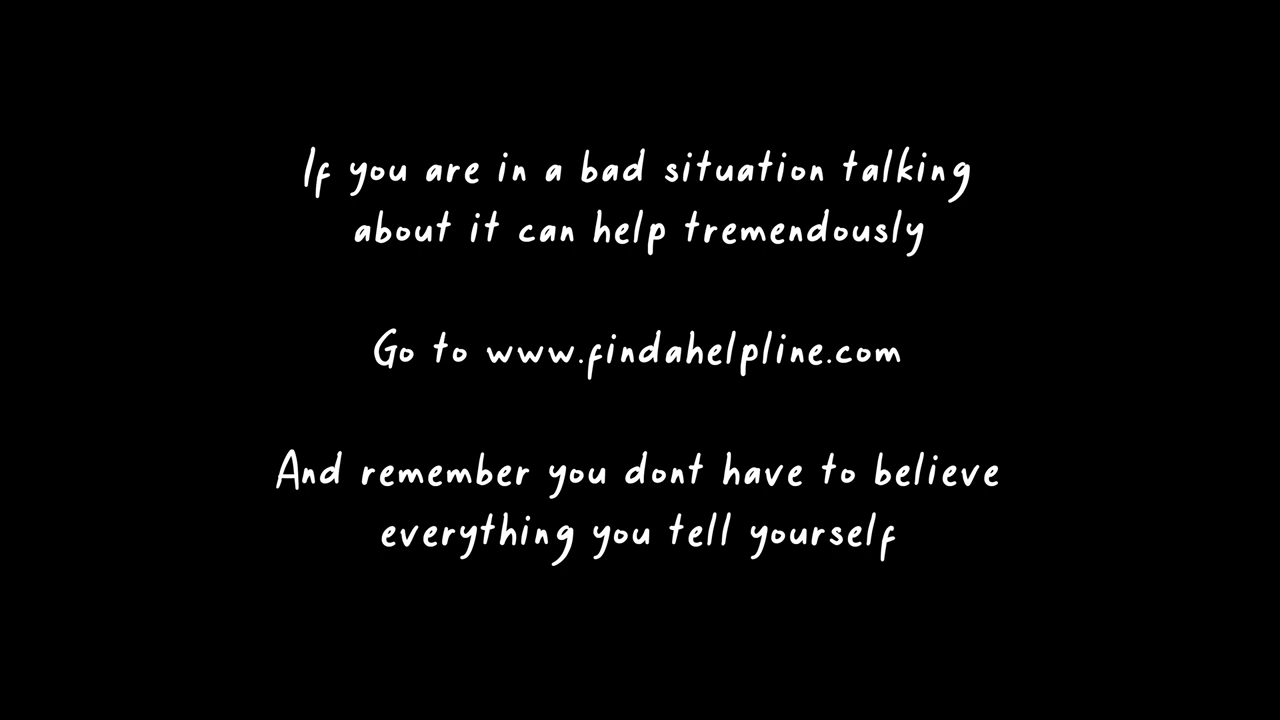 If you are in a bad situation talking
about it can help tremendously
Go to www.findahelpline.com
And remember you dont have to believe
everything you tell yourself